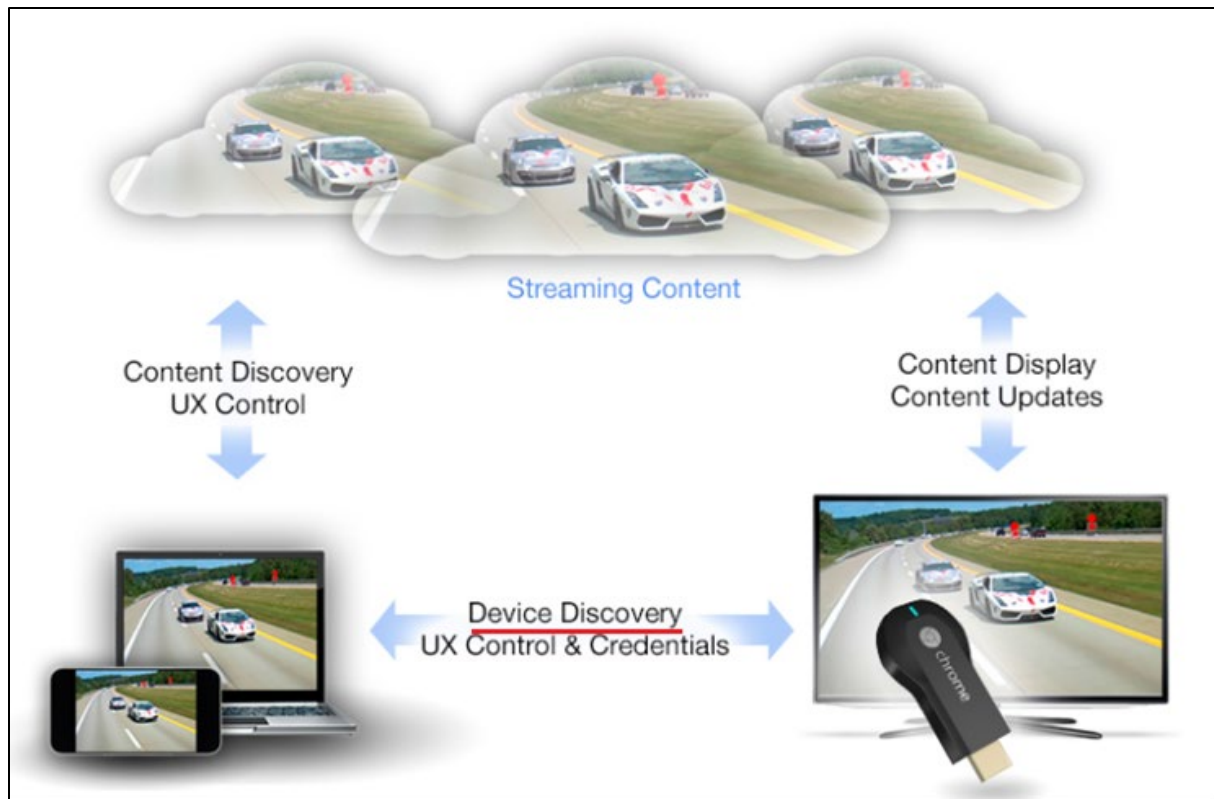 Streaming Content
Content Discovery
UX Control
Content Display
Content Updates
Device Discovery
UX Control & Credentials
chrome